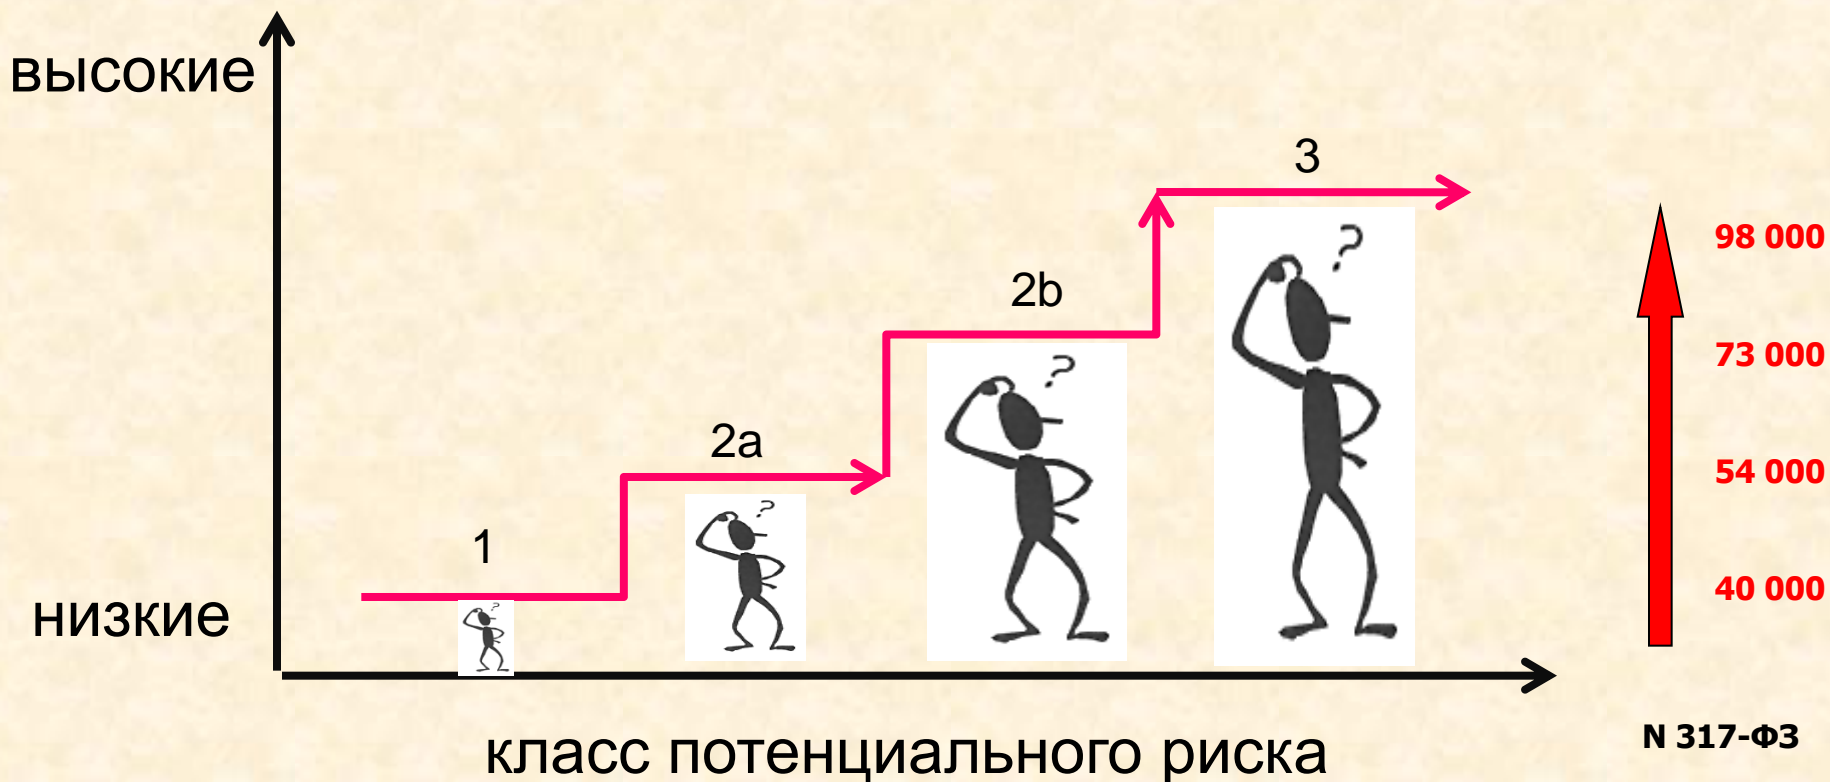 высокие
3
98 000
2b
73 000
2a
54 000
1
40 000
низкие
класс потенциального риска
N 317-ФЗ
?
?
?
?